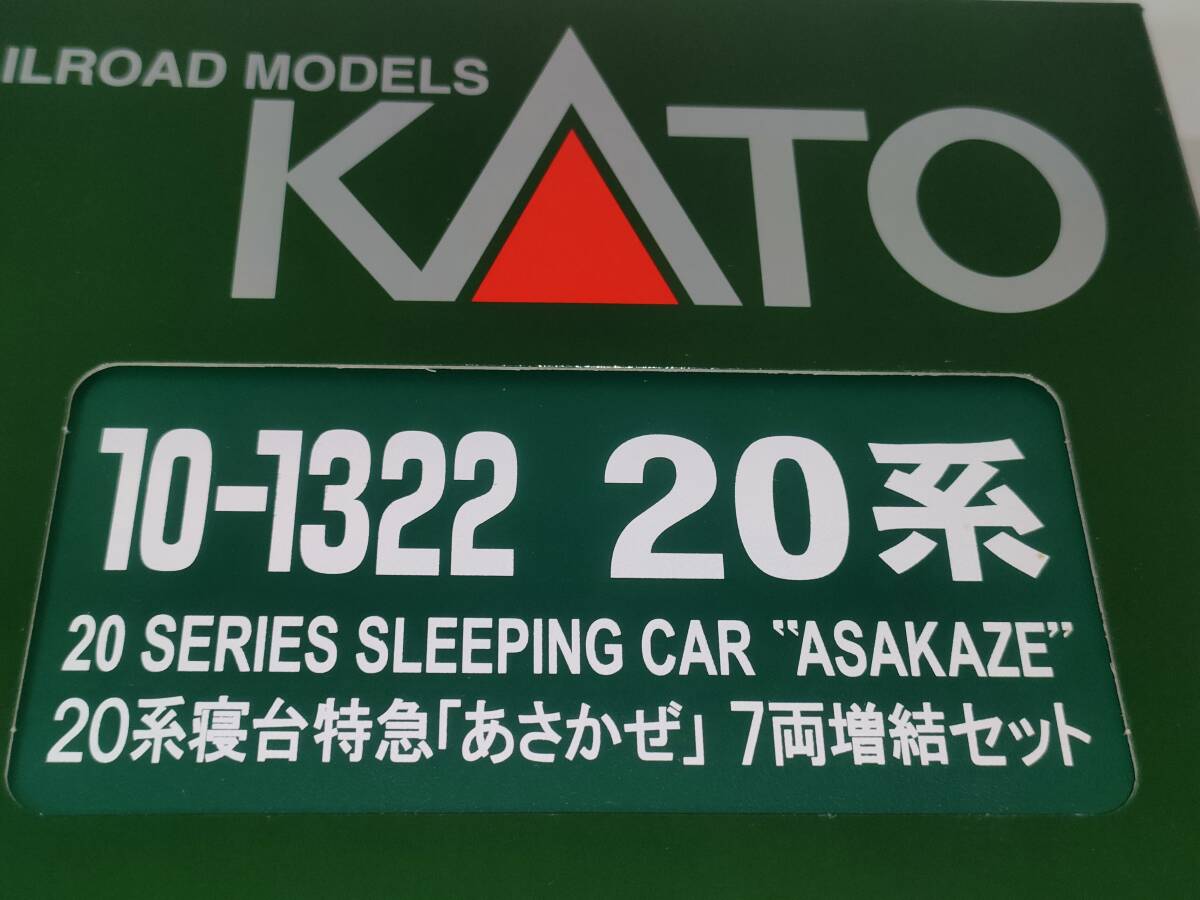 ILROAD MODELS
KATO
10-1322 20系
20 SERIES SLEEPING CAR “ASAKAZE”
20系寝台特急「あさかぜ」 7両増結セット